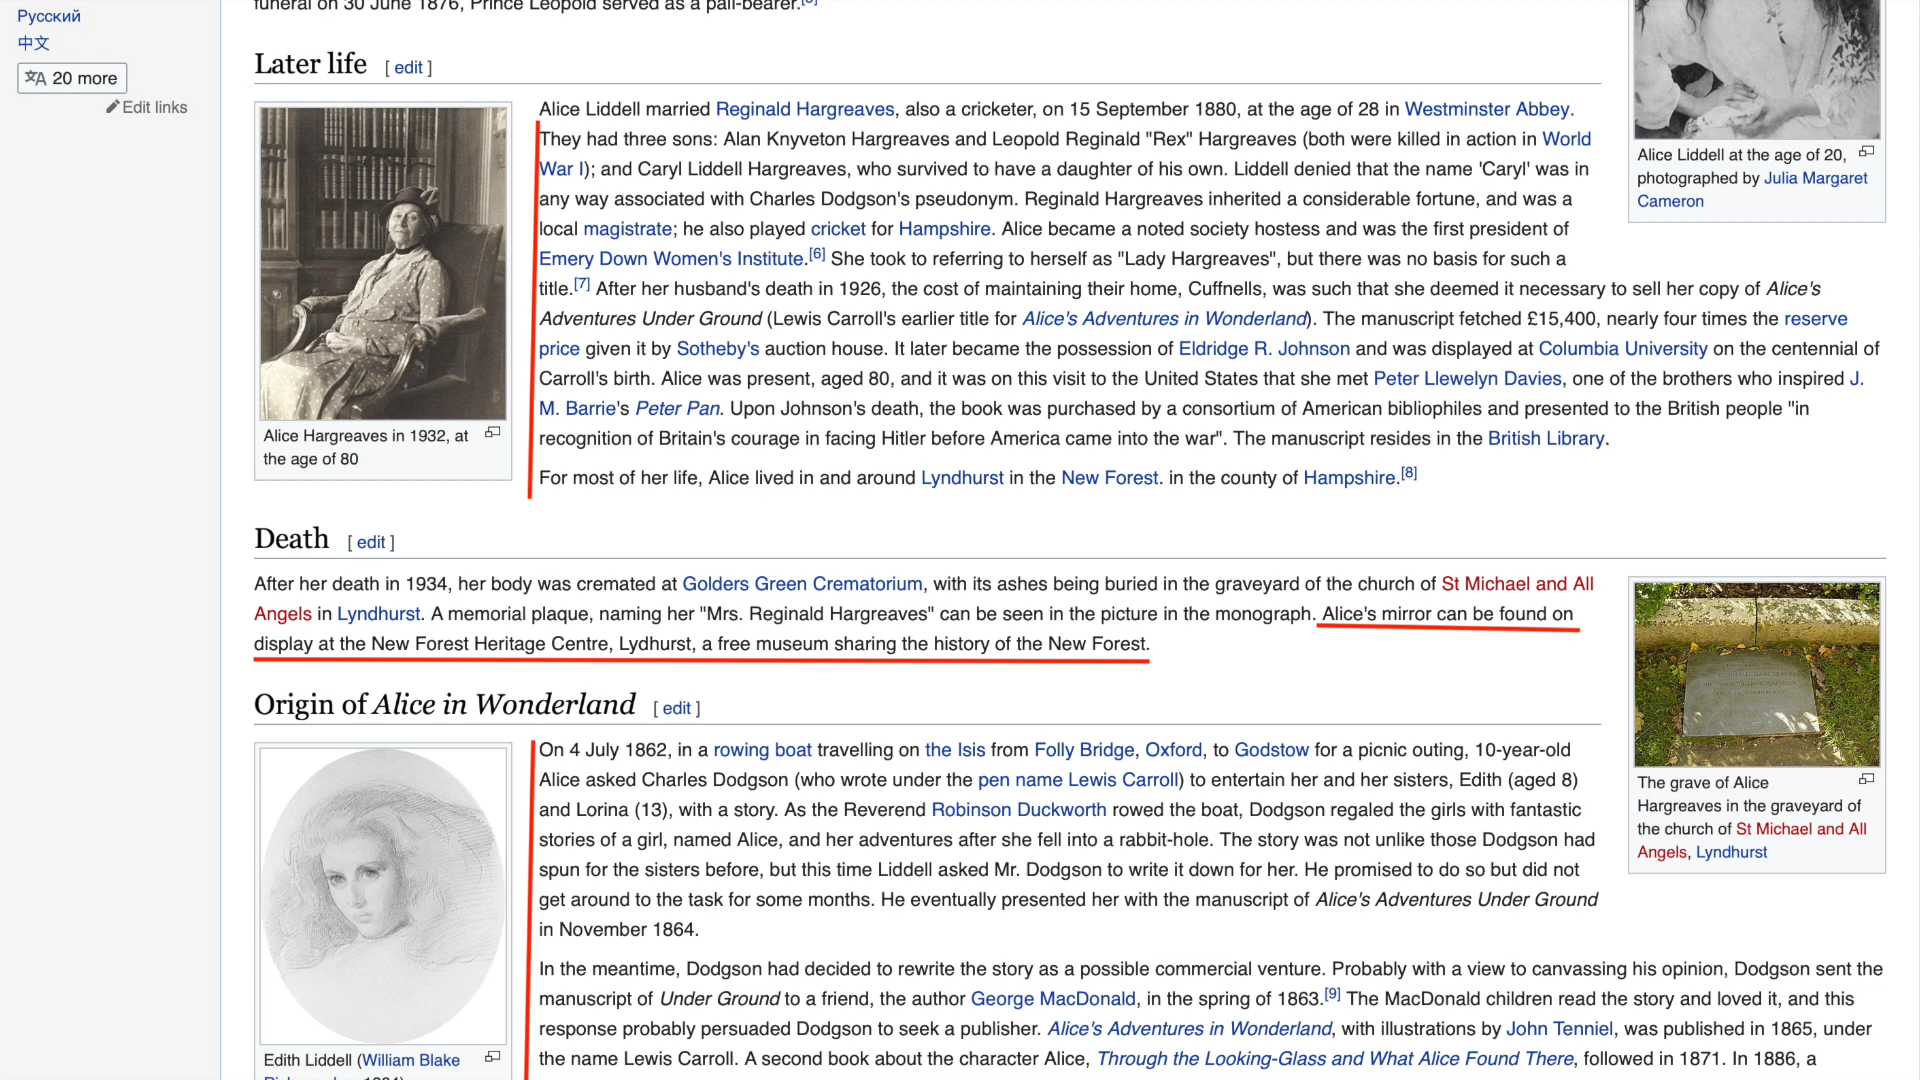 Русский
中文
20 more
Edit links
funeral on 30 June 1876, Prince Leopold served as a pall-bearer.[5]
Later life [ edit ]
Alice Liddell married Reginald Hargreaves, also a cricketer, on 15 September 1880, at the age of 28 in Westminster Abbey.
They had three sons: Alan Knyveton Hargreaves and Leopold Reginald "Rex" Hargreaves (both were killed in action in World
War I); and Caryl Liddell Hargreaves, who survived to have a daughter of his own. Liddell denied that the name 'Caryl' was in
any way associated with Charles Dodgson's pseudonym. Reginald Hargreaves inherited a considerable fortune, and was a
local magistrate; he also played cricket for Hampshire. Alice became a noted society hostess and was the first president of
Emery Down Women's Institute.[6] She took to referring to herself as "Lady Hargreaves", but there was no basis for such a
title.[7] After her husband's death in 1926, the cost of maintaining their home, Cuffnells, was such that she deemed it necessary to sell her copy of Alice's
Adventures Under Ground (Lewis Carroll's earlier title for Alice's Adventures in Wonderland). The manuscript fetched £15,400, nearly four times the reserve
price given it by Sotheby's auction house. It later became the possession of Eldridge R. Johnson and was displayed at Columbia University on the centennial of
Carroll's birth. Alice was present, aged 80, and it was on this visit to the United States that she met Peter Llewelyn Davies, one of the brothers who inspired J.
M. Barrie's Peter Pan. Upon Johnson's death, the book was purchased by a consortium of American bibliophiles and presented to the British people "in
recognition of Britain's courage in facing Hitler before America came into the war". The manuscript resides in the British Library.
For most of her life, Alice lived in and around Lyndhurst in the New Forest. in the county of Hampshire.[8]
Alice Hargreaves in 1932, at
the age of 80
Alice Liddell at the age of 20,
photographed by Julia Margaret
Cameron
Death [ edit ]
After her death in 1934, her body was cremated at Golders Green Crematorium, with its ashes being buried in the graveyard of the church of St Michael and All
Angels in Lyndhurst. A memorial plaque, naming her "Mrs. Reginald Hargreaves" can be seen in the picture in the monograph. Alice's mirror can be found on
display at the New Forest Heritage Centre, Lydhurst, a free museum sharing the history of the New Forest.
The grave of Alice
Hargreaves in the graveyard of
the church of St Michael and All
Angels, Lyndhurst
Origin of Alice in Wonderland [ edit ]
On 4 July 1862, in a rowing boat travelling on the Isis from Folly Bridge, Oxford, to Godstow for a picnic outing, 10-year-old
Alice asked Charles Dodgson (who wrote under the pen name Lewis Carroll) to entertain her and her sisters, Edith (aged 8)
and Lorina (13), with a story. As the Reverend Robinson Duckworth rowed the boat, Dodgson regaled the girls with fantastic
stories of a girl, named Alice, and her adventures after she fell into a rabbit-hole. The story was not unlike those Dodgson had
spun for the sisters before, but this time Liddell asked Mr. Dodgson to write it down for her. He promised to do so but did not
get around to the task for some months. He eventually presented her with the manuscript of Alice's Adventures Under Ground
in November 1864.
In the meantime, Dodgson had decided to rewrite the story as a possible commercial venture. Probably with a view to canvassing his opinion, Dodgson sent the
manuscript of Under Ground to a friend, the author George MacDonald, in the spring of 1863.[9] The MacDonald children read the story and loved it, and this
response probably persuaded Dodgson to seek a publisher. Alice's Adventures in Wonderland, with illustrations by John Tenniel, was published in 1865, under
the name Lewis Carroll. A second book about the character Alice, Through the Looking-Glass and What Alice Found There, followed in 1871. In 1886, a
Edith Liddell (William Blake